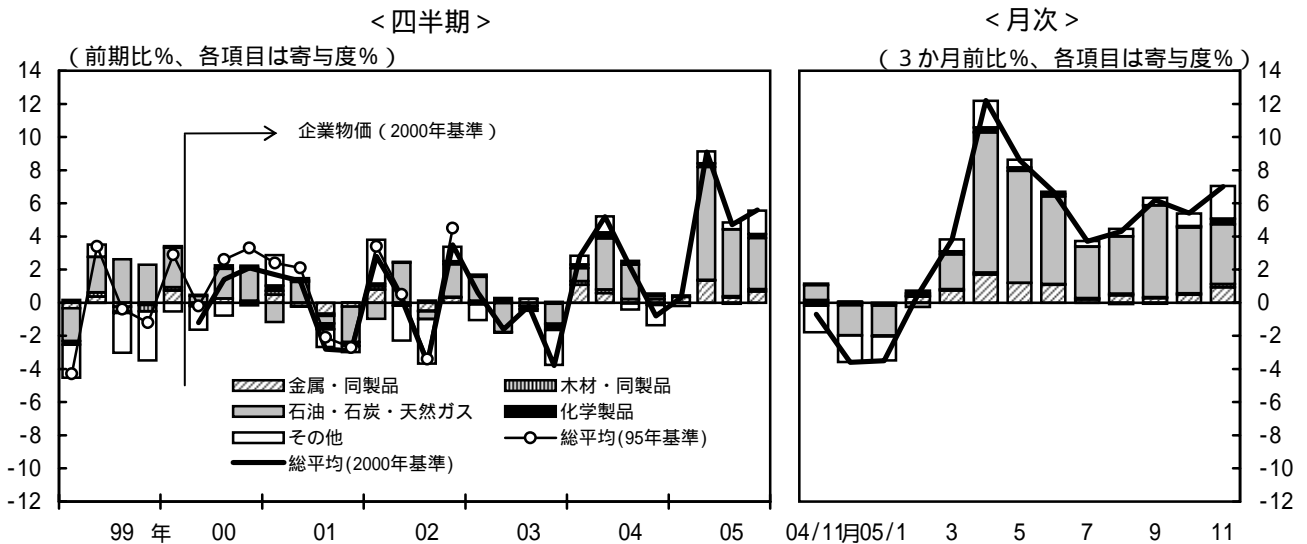 <四半期>
(前期比%、各項目は寄与度%)
14
12
10
8
6
4
2
0
-2
-4
-6
-8
-10
-12
企業物価(2000年基準)
金属・同製品
木材・同製品
石油・石炭・天然ガス
化学製品
その他
総平均(95年基準)
総平均(2000年基準)
99 年 00 01 02 03 04 05
<月次>
(3か月前比%、各項目は寄与度%)
14
12
10
8
6
4
2
0
-2
-4
-6
-8
-10
-12
04/11月 05/1 3 5 7 9 11